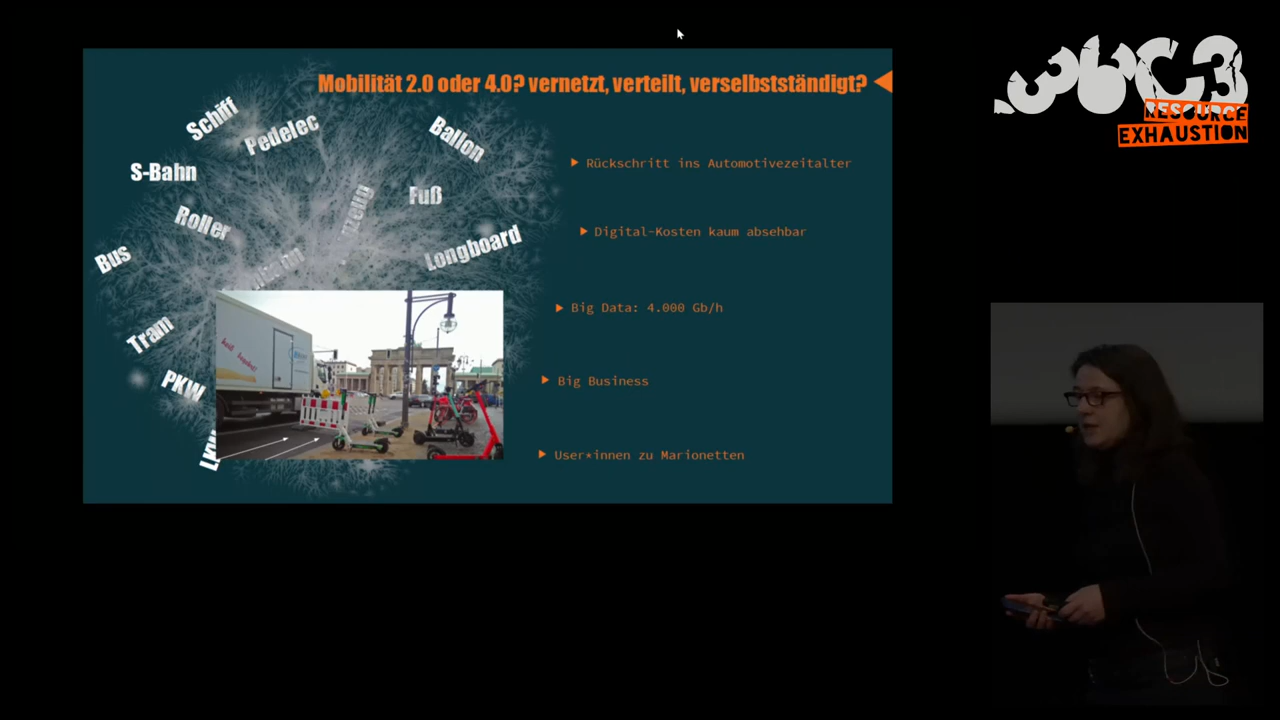 Mobilität 2.0 oder 4.0? vernetzt, verteilt, verselbstständigt?
Schiff
Pedelec
Ballon
S-Bahn
Fuß
Roller
Longboard
Bus
Tram
PKW
Rückschritt ins Automotivezeitalter
Digital-Kosten kaum absehbar
Big Data: 4.000 Gb/h
Big Business
User*innen zu Marionetten
36C3
RESOURCE
EXHAUSTION